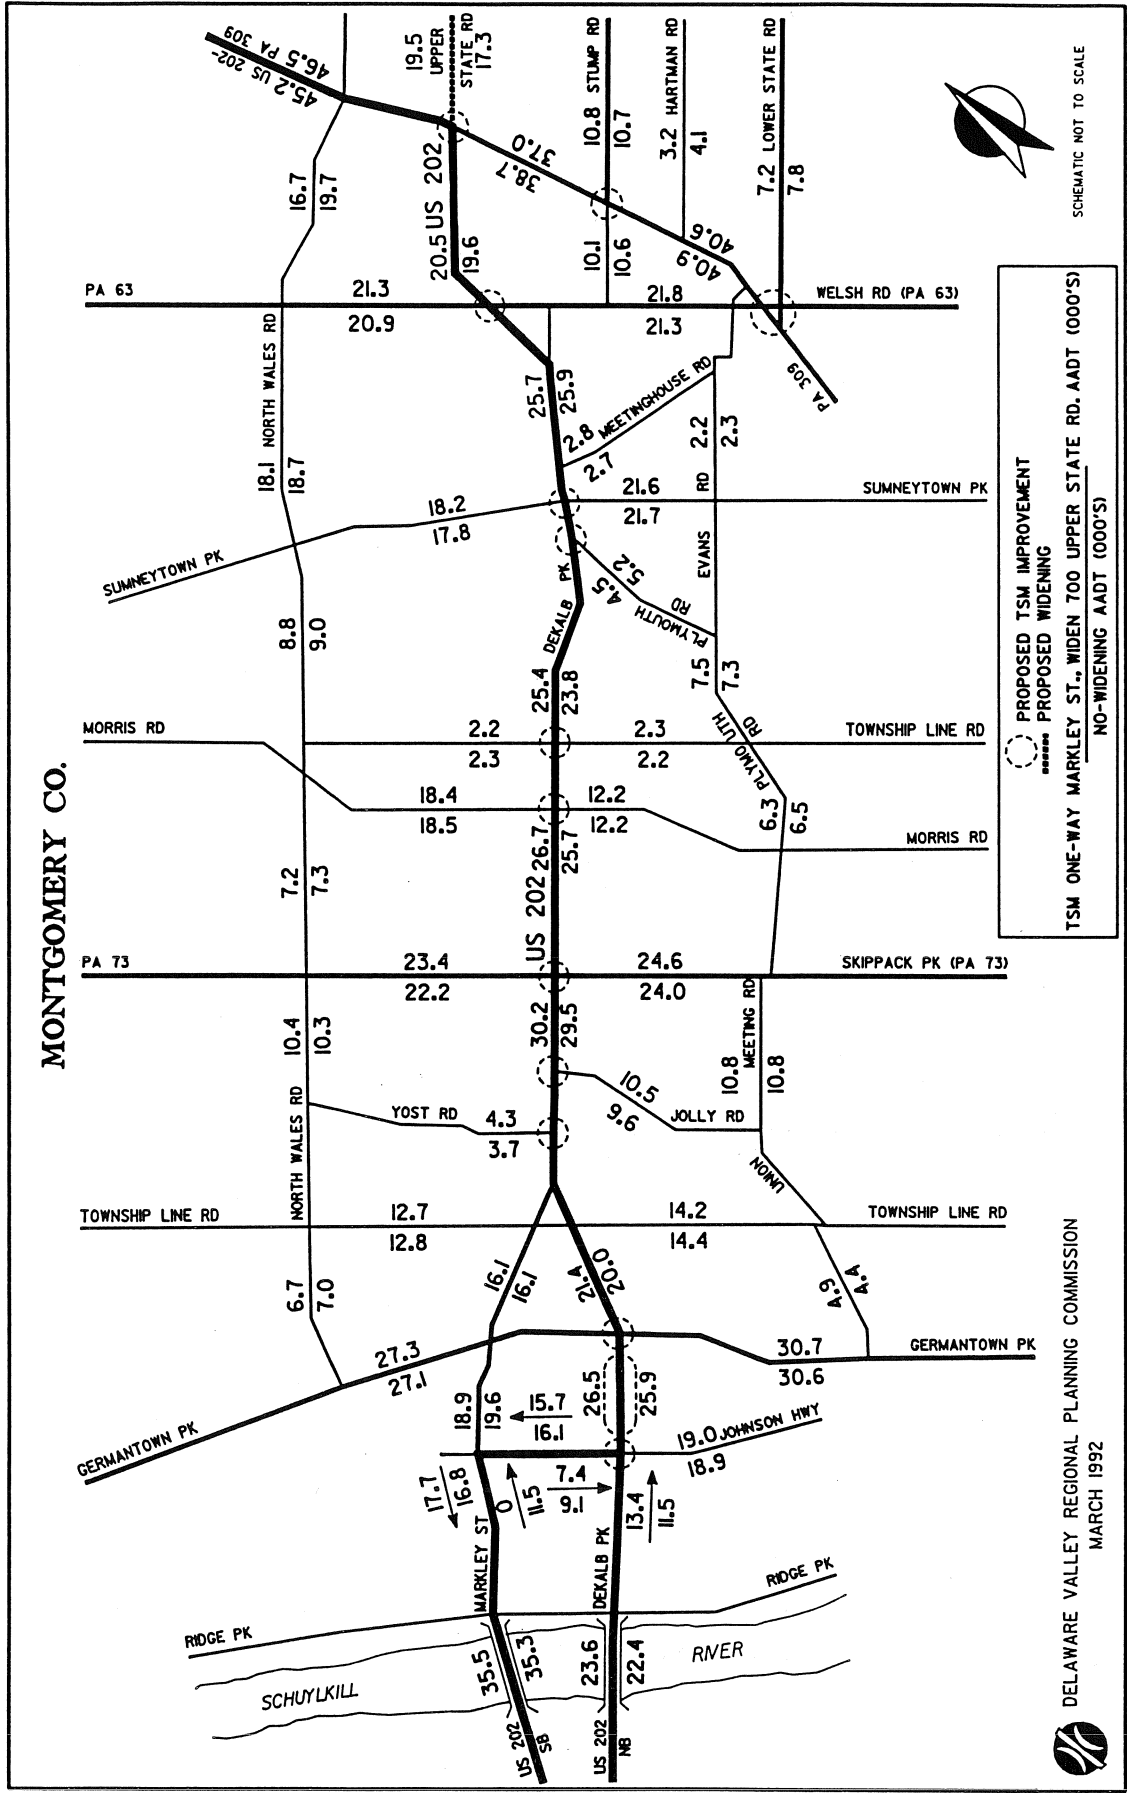 MONTGOMERY CO.
45.2 US 202-
46.5 PA 309
19.5
UPPER
STATE RD
17.3
10.8 STUMP RD
10.7
3.2 HARTMAN RD
4.1
7.2 LOWER STATE RD
7.8
37.0
38.7
16.7
19.7
20.5 US 202
19.6
10.1
10.6
40.6
40.9
PA 63
21.3
20.9
21.8
21.3
WELSH RD (PA 63)
PA 309
18.1 NORTH WALES RD
18.7
25.7
25.9
2.8 MEETINGHOUSE RD
2.7
2.2
2.3
EVANS RD
SUMNEYTOWN PK
18.2
17.8
21.6
21.7
SUMNEYTOWN PK
DEKALB PK
5.2
4.5
PLYMOUTH
RD
8.8
9.0
25.4
23.8
7.5
7.3
PLYMOUTH
RD
MORRIS RD
2.2
2.3
2.3
2.2
TOWNSHIP LINE RD
18.4
18.5
12.2
12.2
6.3
6.5
MORRIS RD
7.2
7.3
US 202 26.7
25.7
PA 73
23.4
22.2
24.6
24.0
SKIPPACK PK (PA 73)
10.4
10.3
30.2
29.5
10.5
9.6
JOLLY RD
10.8
MEETING RD
10.8
UNION
NORTH WALES RD
YOST RD
4.3
3.7
TOWNSHIP LINE RD
12.7
12.8
14.2
14.4
TOWNSHIP LINE RD
6.7
7.0
16.1
16.1
21.4
20.0
4.9
4.4
GERMANTOWN PK
27.3
27.1
30.7
30.6
GERMANTOWN PK
18.9
19.6
15.7
16.1
26.5
25.9
19.0 JOHNSON HWY
18.9
17.7
16.8
0
11.5
7.4
9.1
13.4
11.5
MARKLEY ST
DEKALB PK
RIDGE PK
RIDGE PK
SCHUYLKILL
RIVER
35.5
35.3
23.6
22.4
US 202
SB
US 202
NB
SCHEMATIC NOT TO SCALE
PROPOSED TSM IMPROVEMENT
PROPOSED WIDENING
TSM ONE-WAY MARKLEY ST., WIDEN 700 UPPER STATE RD. AADT (000'S)
NO-WIDENING AADT (000'S)
DELAWARE VALLEY REGIONAL PLANNING COMMISSION
MARCH 1992